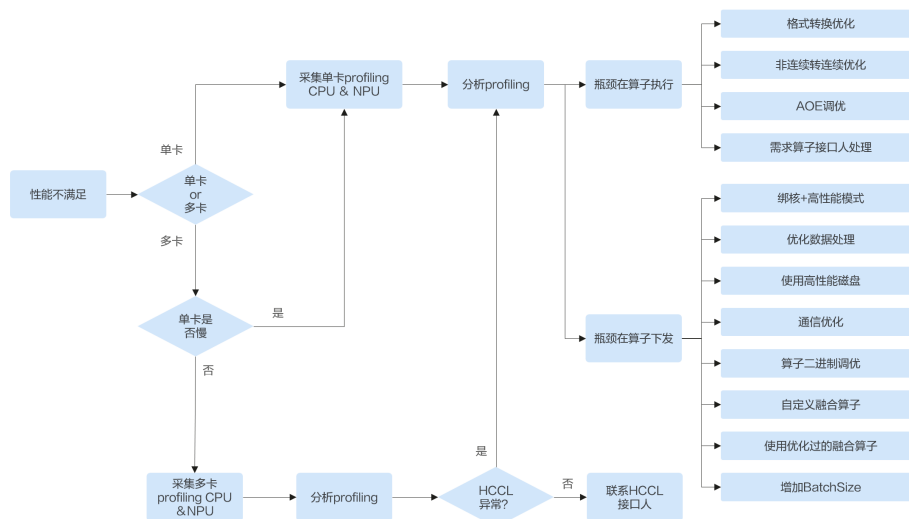 性能不满足
单卡
or
多卡
单卡
多卡
单卡是
否慢
是
否
采集单卡profiling
CPU & NPU
分析profiling
瓶颈在算子执行
格式转换优化
非连续转连续优化
AOE调优
需求算子接口人处理
瓶颈在算子下发
绑核+高性能模式
优化数据处理
使用高性能磁盘
通信优化
算子二进制调优
自定义融合算子
使用优化过的融合算子
增加BatchSize
采集多卡
profiling CPU
&NPU
分析profiling
HCCL
异常?
是
否
联系HCCL
接口人